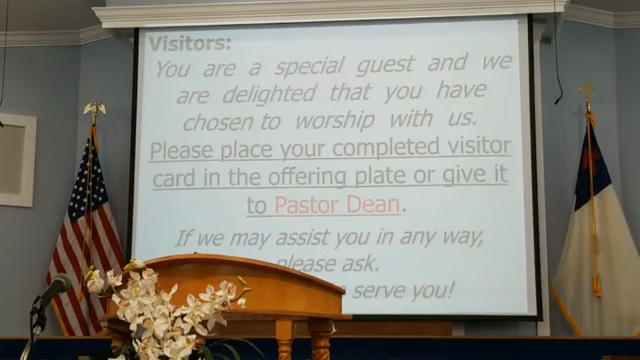 Visitors:
You are a special guest and we
are delighted that you have
chosen to worship with us.
Please place your completed visitor
card in the offering plate or give it
to Pastor Dean.
If we may assist you in any way,
please ask.
serve you!